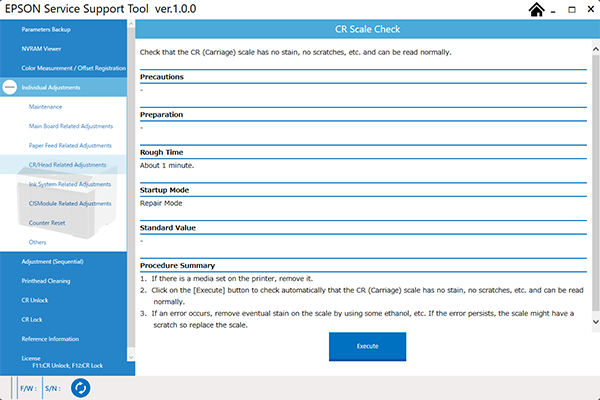 EPSON Service Support Tool  ver.1.0.0
Parameters Backup
NVRAM Viewer
Color Measurement / Offset Registration
Individual Adjustments
Maintenance
Main Board Related Adjustments
Paper Feed Related Adjustments
CR/Head Related Adjustments
Ink System Related Adjustments
CISModule Related Adjustments
Counter Reset
Others
Adjustment (Sequential)
Printhead Cleaning
CR Unlock
CR Lock
Reference Information
License
F11:CR Unlock, F12:CR Lock
CR Scale Check
Check that the CR (Carriage) scale has no stain, no scratches, etc. and can be read normally.
Precautions
-
Preparation
-
Rough Time
About 1 minute.
Startup Mode
Repair Mode
Standard Value
-
Procedure Summary
1. If there is a media set on the printer, remove it.
2. Click on the [Execute] button to check automatically that the CR (Carriage) scale has no stain, no scratches, etc. and can be read
normally.
3. If an error occurs, remove eventual stain on the scale by using some ethanol, etc. If the error persists, the scale might have a
scratch so replace the scale.
Execute
F/W : S/N :